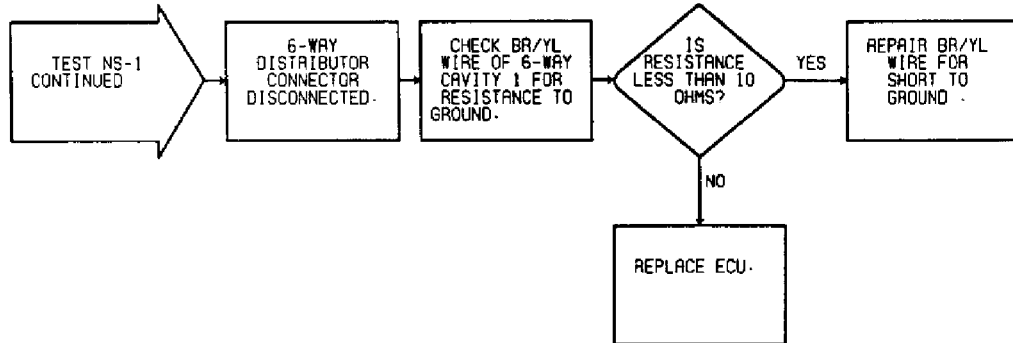 TEST NS-1
CONTINUED
6-WAY
DISTRIBUTOR
CONNECTOR
DISCONNECTED.
CHECK BR/YL
WIRE OF 6-WAY
CAVITY 1 FOR
RESISTANCE TO
GROUND.
IS
RESISTANCE
LESS THAN 10
OHMS?
YES
REPAIR BR/YL
WIRE FOR
SHORT TO
GROUND.
NO
REPLACE ECU.